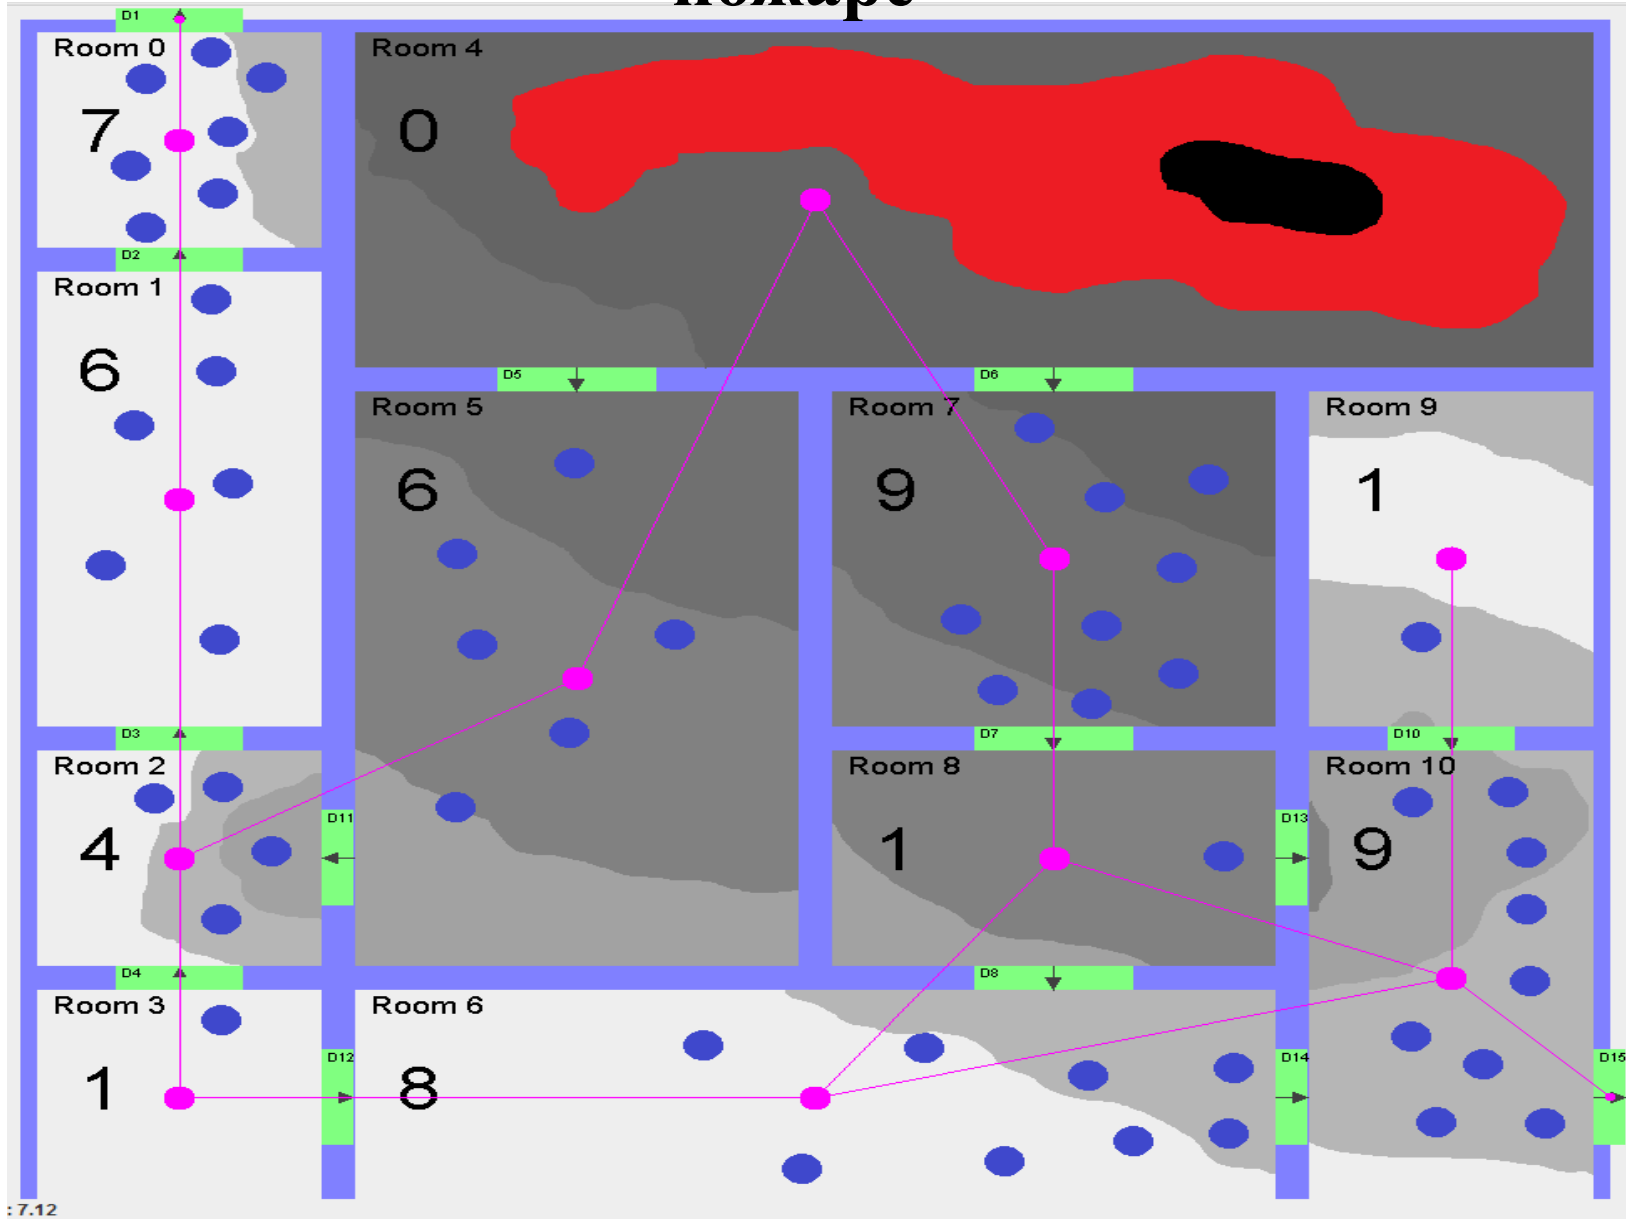 пожаре
D1
Room 0
7
Room 4
0
D2
Room 1
6
D5
D6
Room 5
6
Room 7
9
Room 9
1
D3
D7
D10
Room 2
4
D11
Room 8
1
D13
Room 10
9
D4
D8
Room 3
1
D12
Room 6
8
D14
D15
: 7.12